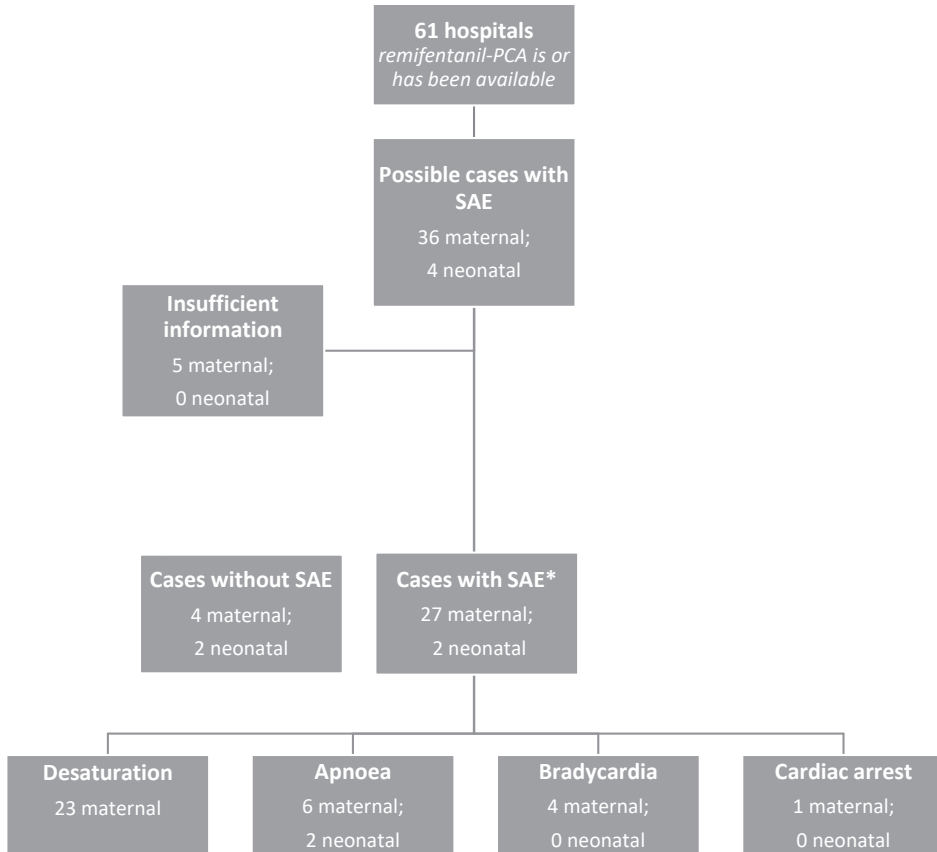 61 hospitals
remifentanil-PCA is or
has been available
Possible cases with
SAE
36 maternal;
4 neonatal
Insufficient
information
5 maternal;
0 neonatal
Cases without SAE
4 maternal;
2 neonatal
Cases with SAE*
27 maternal;
2 neonatal
Desaturation
23 maternal
Apnoea
6 maternal;
2 neonatal
Bradycardia
4 maternal;
0 neonatal
Cardiac arrest
1 maternal;
0 neonatal